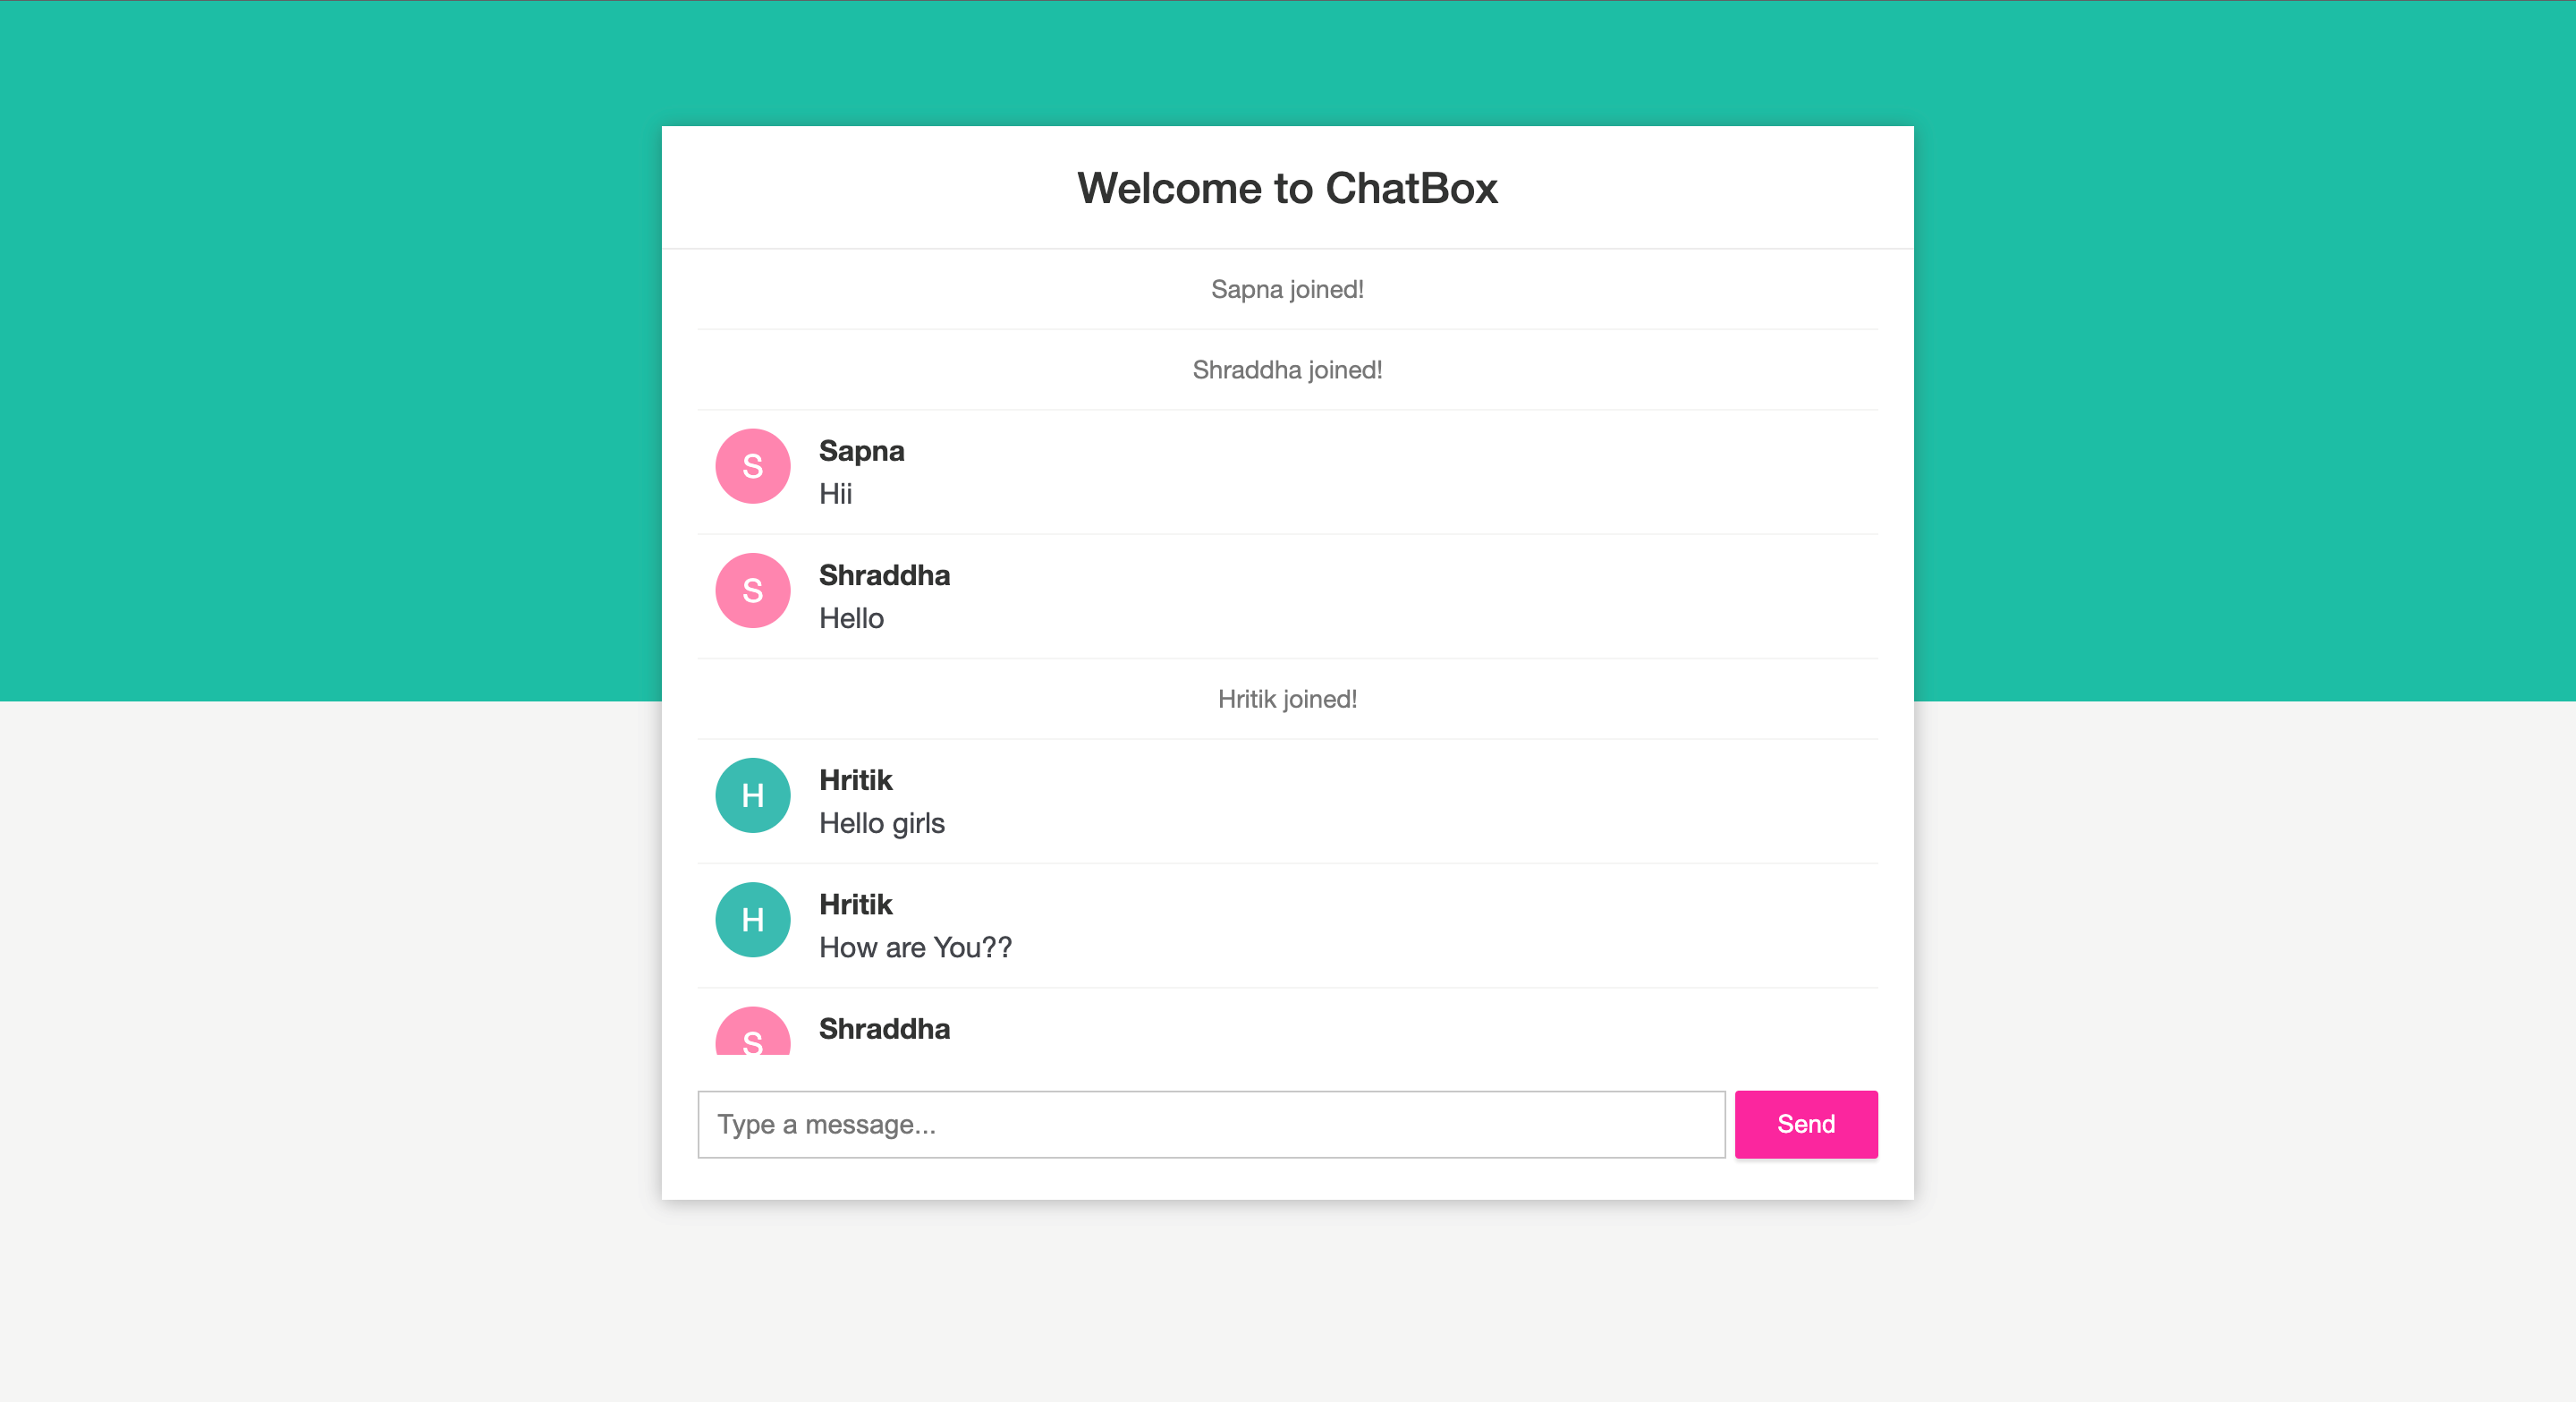 Welcome to ChatBox
Sapna joined!
Shraddha joined!
S
Sapna
Hii
S
Shraddha
Hello
Hritik joined!
H
Hritik
Hello girls
H
Hritik
How are You??
S
Shraddha
Type a message...
Send